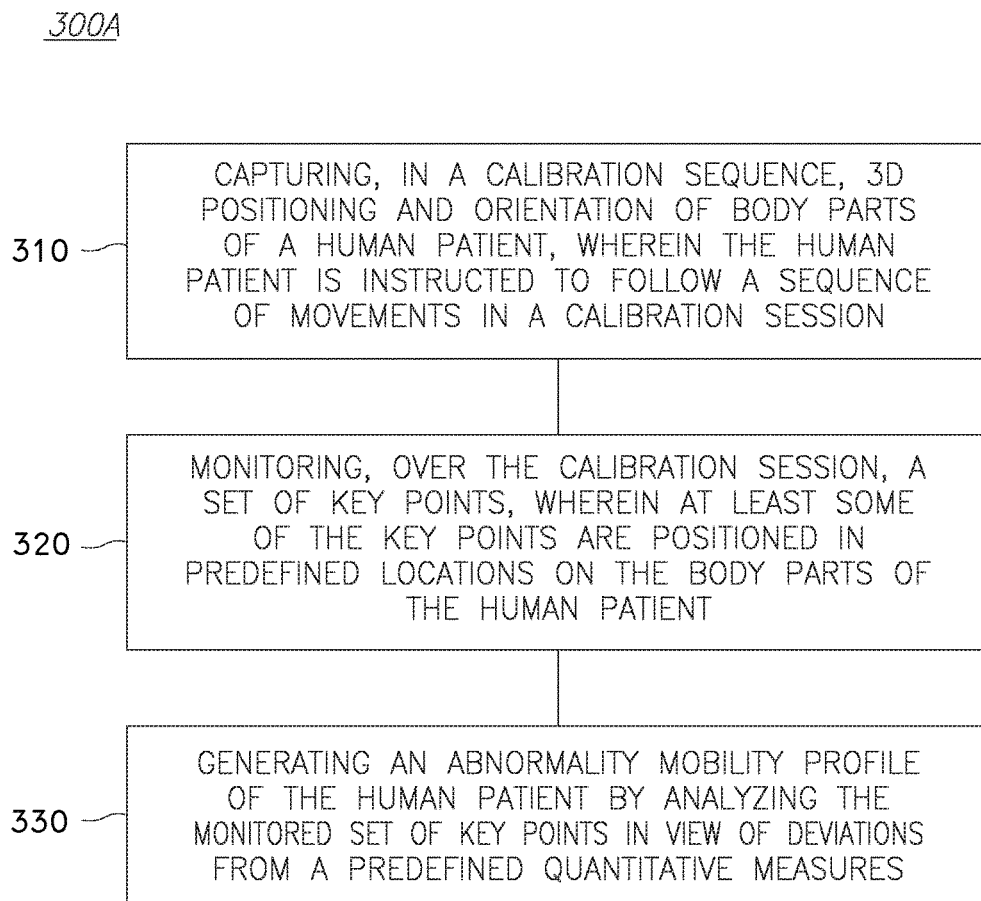 300A
CAPTURING, IN A CALIBRATION SEQUENCE, 3D
POSITIONING AND ORIENTATION OF BODY PARTS
OF A HUMAN PATIENT, WHEREIN THE HUMAN
PATIENT IS INSTRUCTED TO FOLLOW A SEQUENCE
OF MOVEMENTS IN A CALIBRATION SESSION
310
MONITORING, OVER THE CALIBRATION SESSION, A
SET OF KEY POINTS, WHEREIN AT LEAST SOME
OF THE KEY POINTS ARE POSITIONED IN
PREDEFINED LOCATIONS ON THE BODY PARTS OF
THE HUMAN PATIENT
320
GENERATING AN ABNORMALITY MOBILITY PROFILE
OF THE HUMAN PATIENT BY ANALYZING THE
MONITORED SET OF KEY POINTS IN VIEW OF DEVIATIONS
FROM A PREDEFINED QUANTITATIVE MEASURES
330